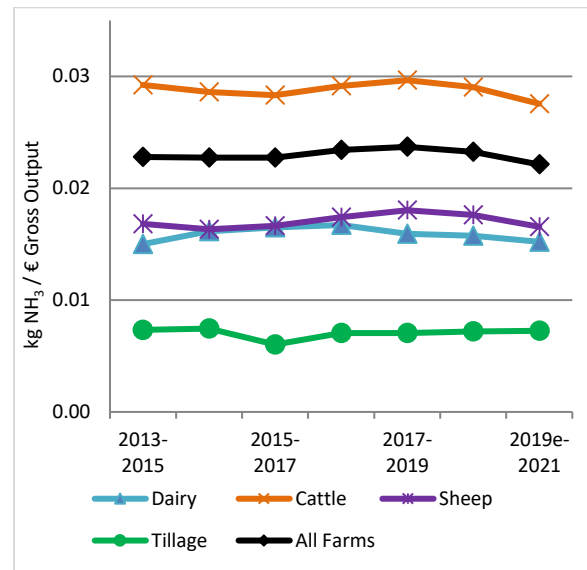 kg NH3 / € Gross Output
0.03
0.02
0.01
0.00
2013-
2015
2015-
2017
2017-
2019
2019e-
2021
Dairy
Cattle
Sheep
Tillage
All Farms